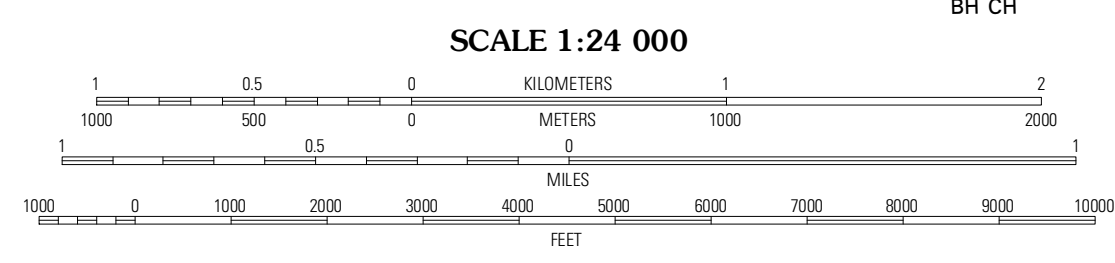 BH CH
SCALE 1:24 000
1 0.5 0 KILOMETERS 1 2
1000 500 0 METERS 1000 2000
1 0.5 0 1
MILES
1000 0 1000 2000 3000 4000 5000 6000 7000 8000 9000 10000
FEET